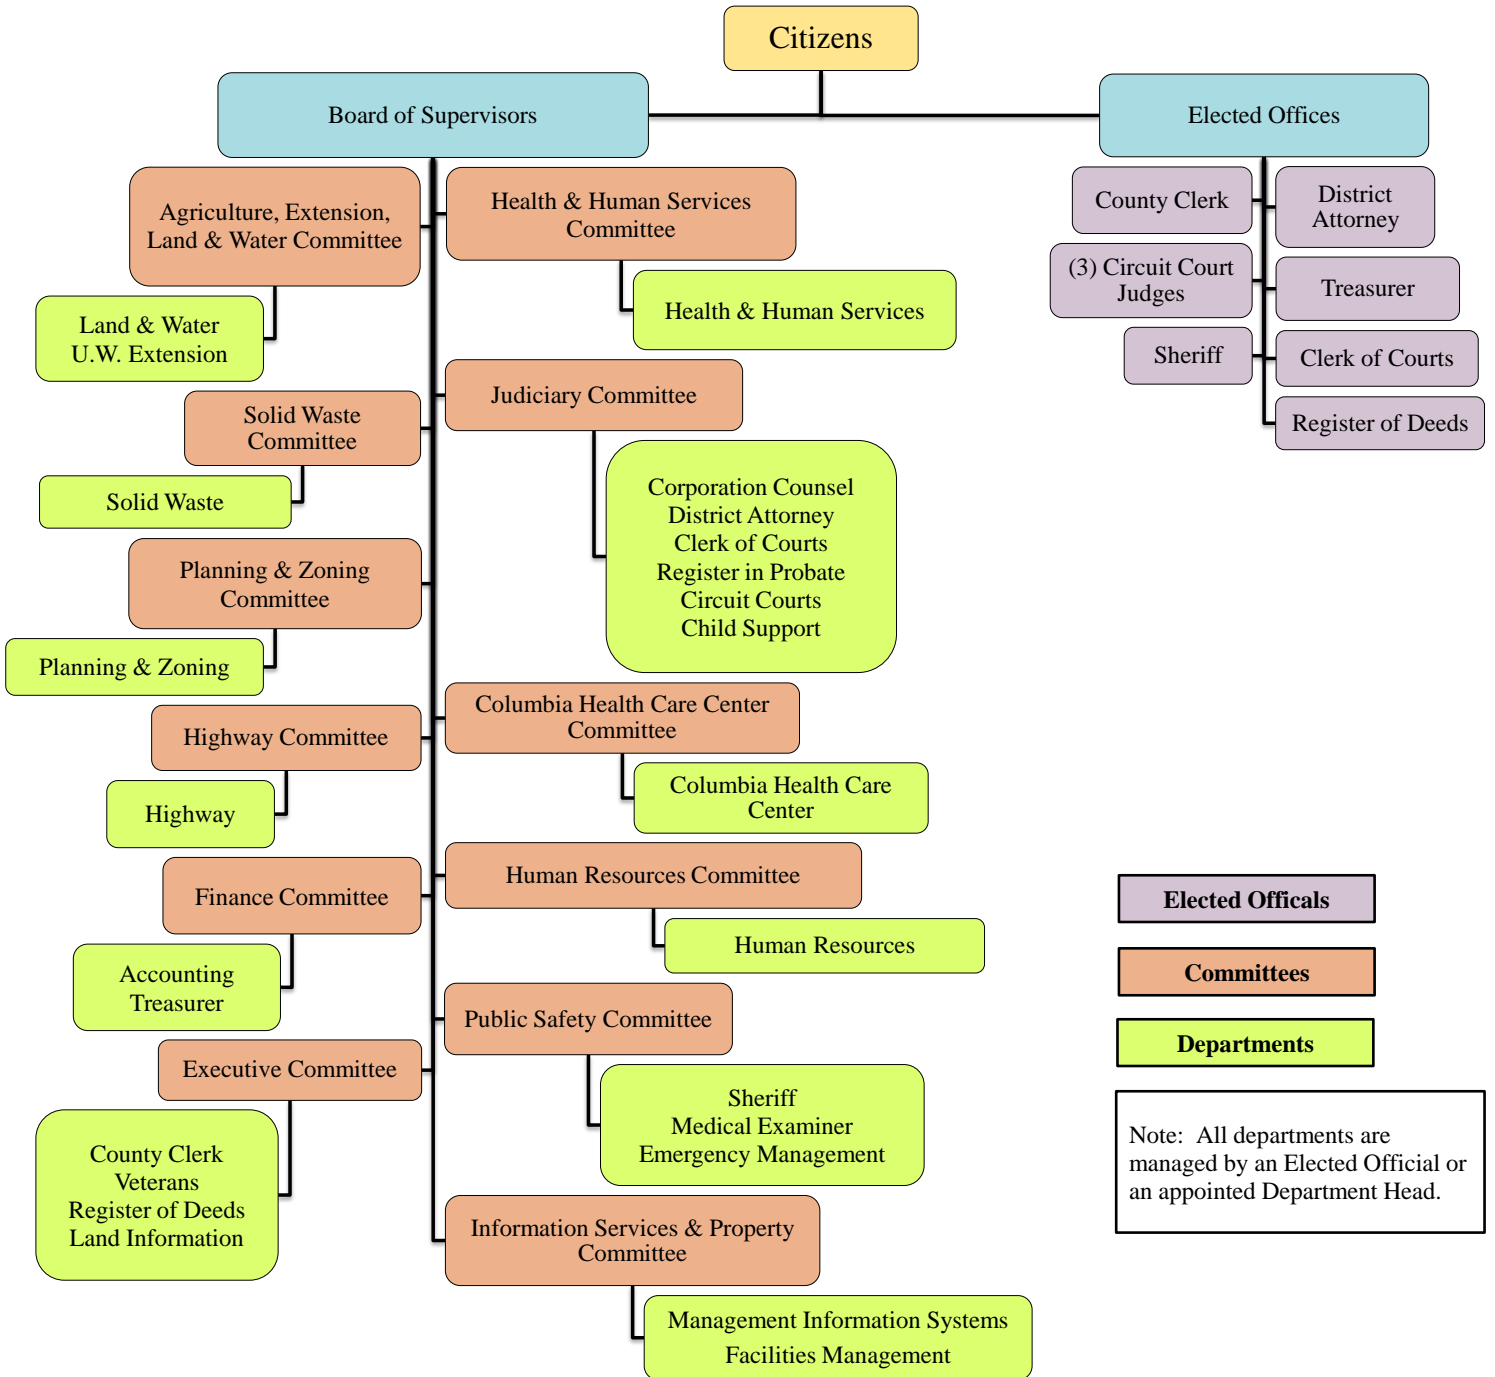 Citizens
Board of Supervisors
Elected Offices
Agriculture, Extension,
Land & Water Committee
Land & Water
U.W. Extension
Solid Waste
Committee
Solid Waste
Planning & Zoning
Committee
Planning & Zoning
Highway Committee
Highway
Finance Committee
Accounting
Treasurer
Executive Committee
County Clerk
Veterans
Register of Deeds
Land Information
Health & Human Services
Committee
Health & Human Services
Judiciary Committee
Corporation Counsel
District Attorney
Clerk of Courts
Register in Probate
Circuit Courts
Child Support
Columbia Health Care Center
Committee
Columbia Health Care
Center
Human Resources Committee
Human Resources
Public Safety Committee
Sheriff
Medical Examiner
Emergency Management
Information Services & Property
Committee
Management Information Systems
Facilities Management
County Clerk
District
Attorney
(3) Circuit Court
Judges
Treasurer
Sheriff
Clerk of Courts
Register of Deeds
Elected Officals
Committees
Departments
Note:  All departments are
managed by an Elected Official or
an appointed Department Head.